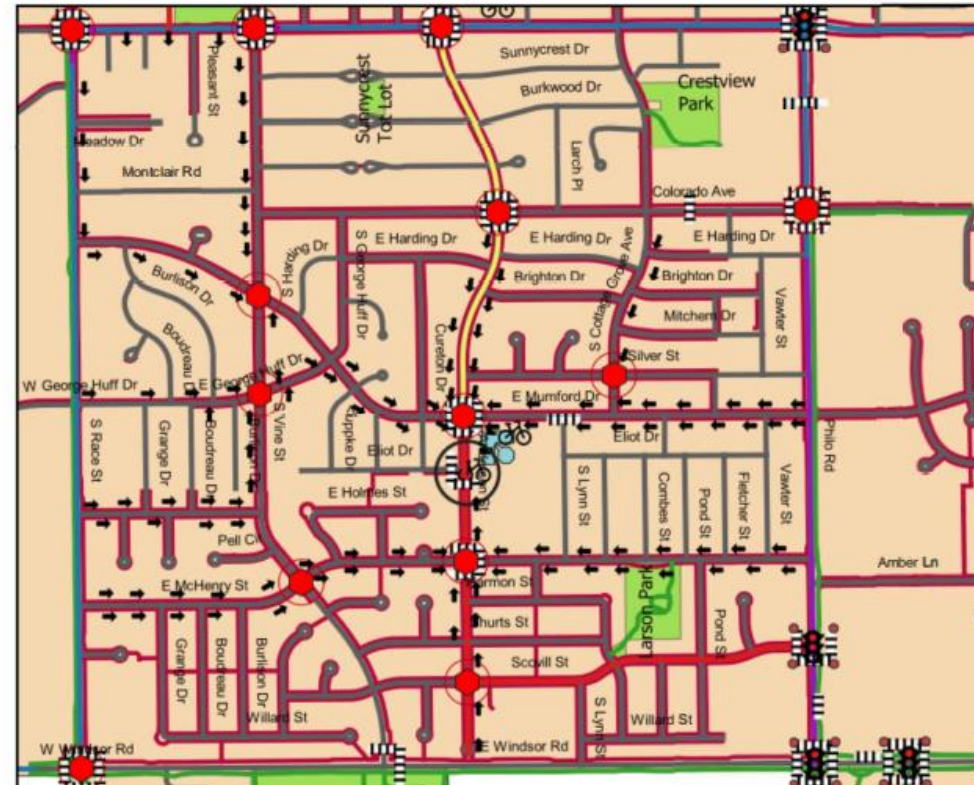 Sunnycrest Dr
Pleasant St
Sunnycrest
Tot Lot
Crestview
Park
Burkwood Dr
Meadow Dr
Larch Pl
Montclair Rd
Colorado Ave
S Harding Dr
S George Huff Dr
E Harding Dr
E Harding Dr
E Harding Dr
S Cottage Grove Ave
Burlison Dr
Brighton Dr
Brighton Dr
Vawter St
Mitchem Dr
Boudreau Dr
Cureton Dr
Silver St
W George Huff Dr
E George Huff Dr
E Mumford Dr
S Race St
Grange Dr
Boudreau Dr
Burlison Dr
S Vine St
Eliot Dr
Eliot Dr
Philo Rd
S Lynn St
Combes St
Pond St
Fletcher St
Vawter St
E Holmes St
Pell C
Amber Ln
E McHenry St
Larson Park
Pond St
Scovill St
Grange Dr
Boudreau Dr
Burlison Dr
Willard St
S Lynn St
Willard St
W Windsor Rd
E Windsor Rd